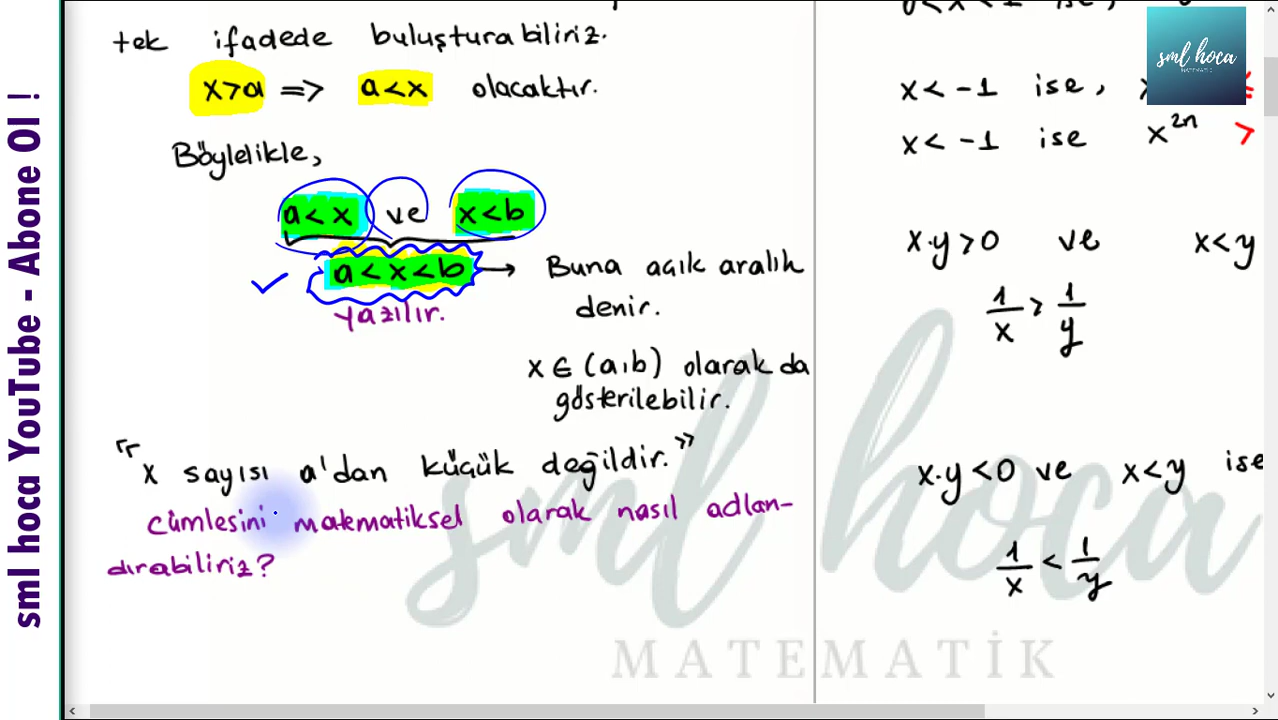 sml hoca YouTube - Abone Ol !
tek ifadede buluşturabiliriz.
x>a => a<x olacaktır.
Böylelikle,
a<x ve x<b
a<x<b → Buna açık aralık
denir.
yazılır.
x ∈ (a,b) olarak da
gösterilebilir.
"x sayısı a'dan küçük değildir."
cümlesini matematiksel olarak nasıl adlan-
dırabiliriz?
sml hoca
MATEMATİK
x < -1 ise,
x < -1 ise x²ⁿ >
x.y > 0 ve x < y
1/x > 1/y
x.y < 0 ve x < y ise
1/x < 1/y
sml hoca
MATEMATİK